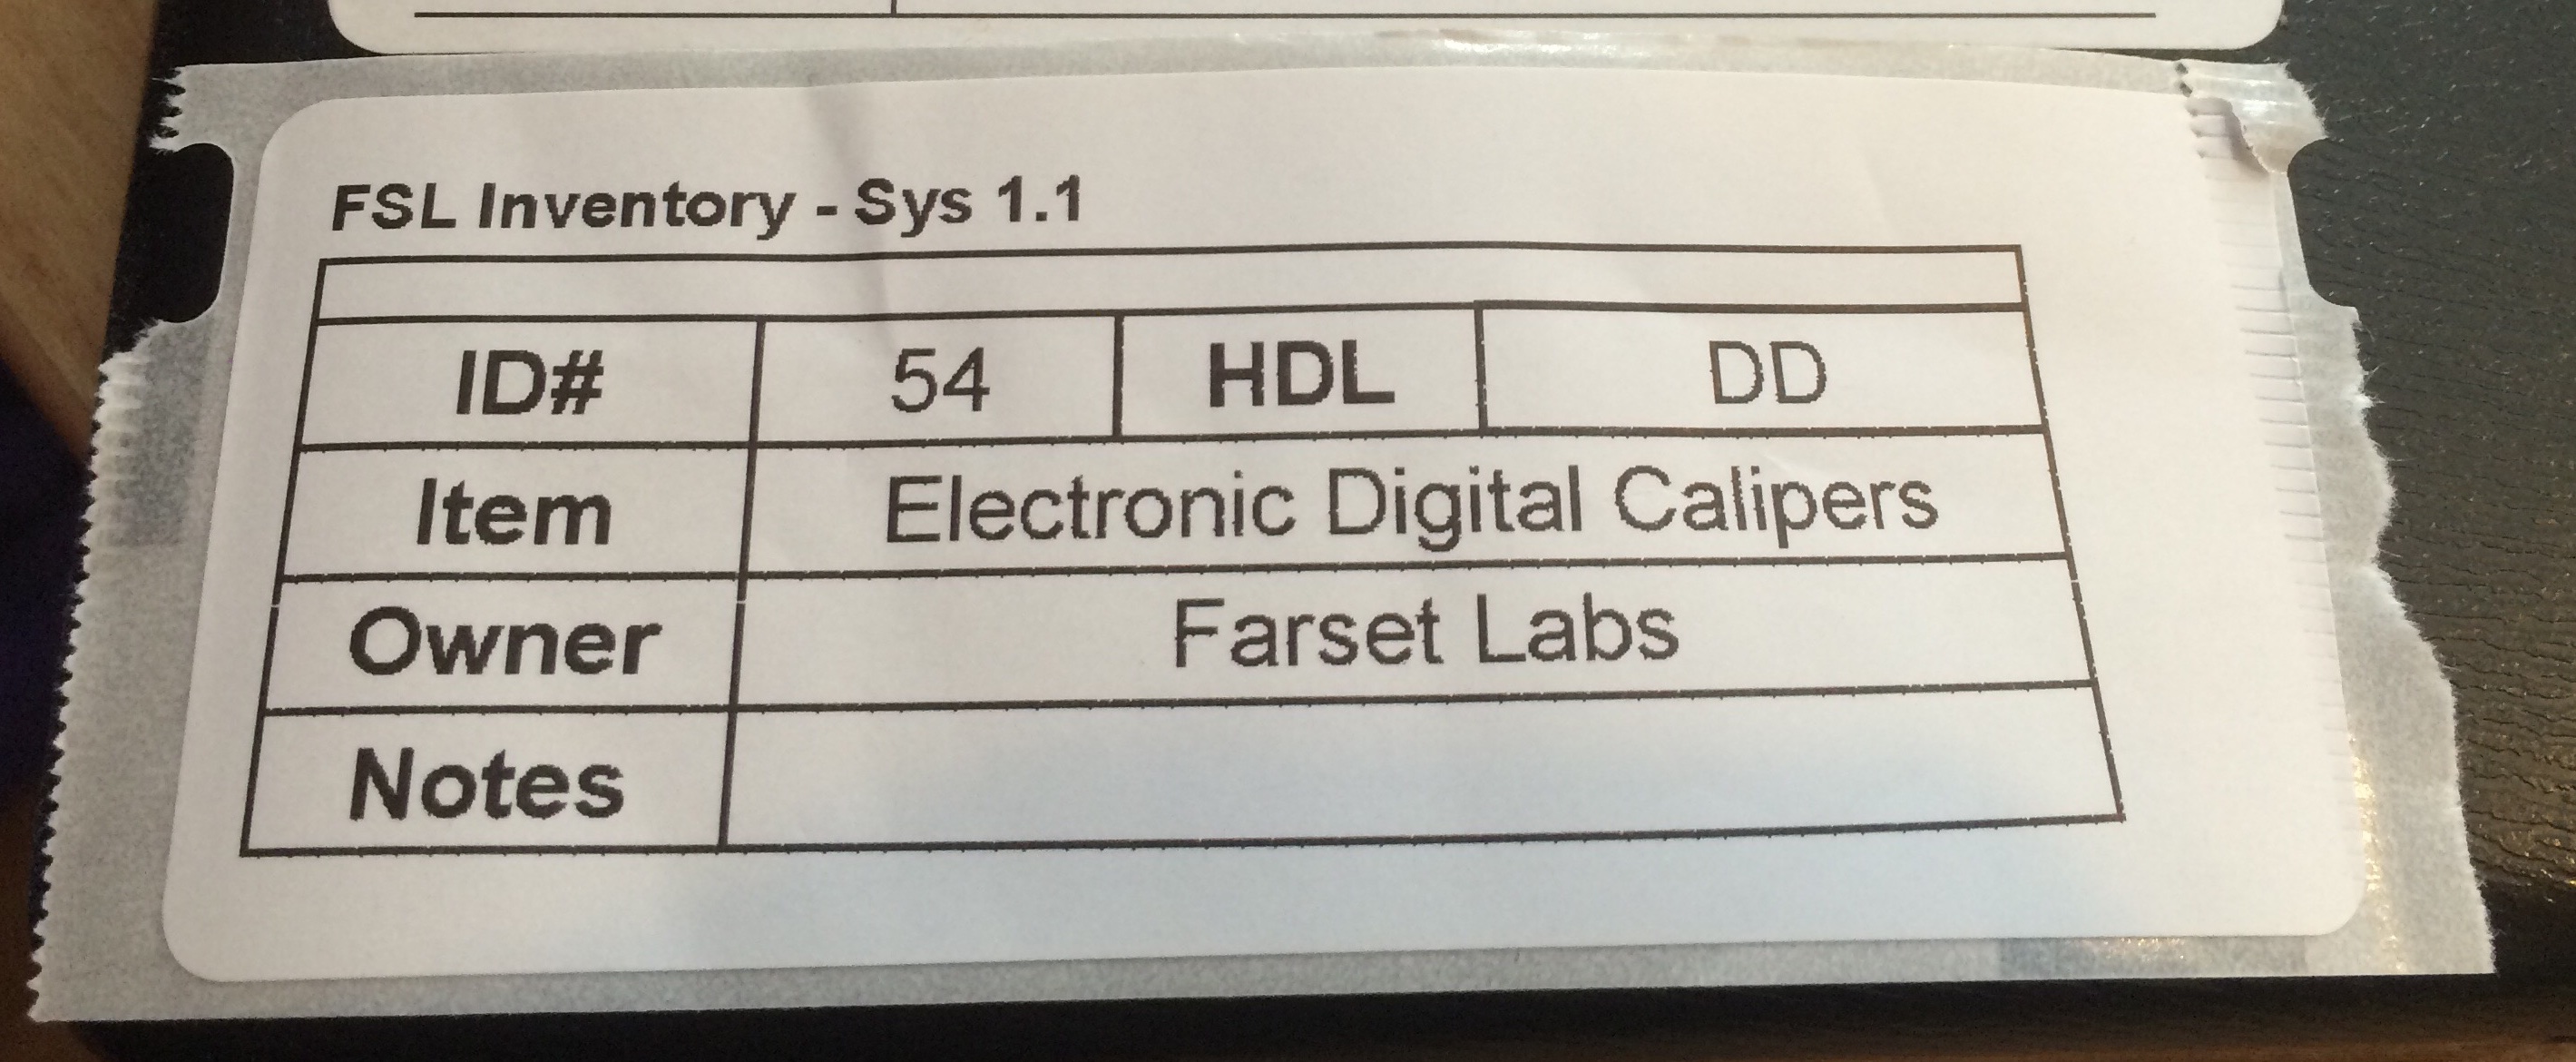 FSL Inventory - Sys 1.1
ID# 54 HDL DD
Item Electronic Digital Calipers
Owner Farset Labs
Notes